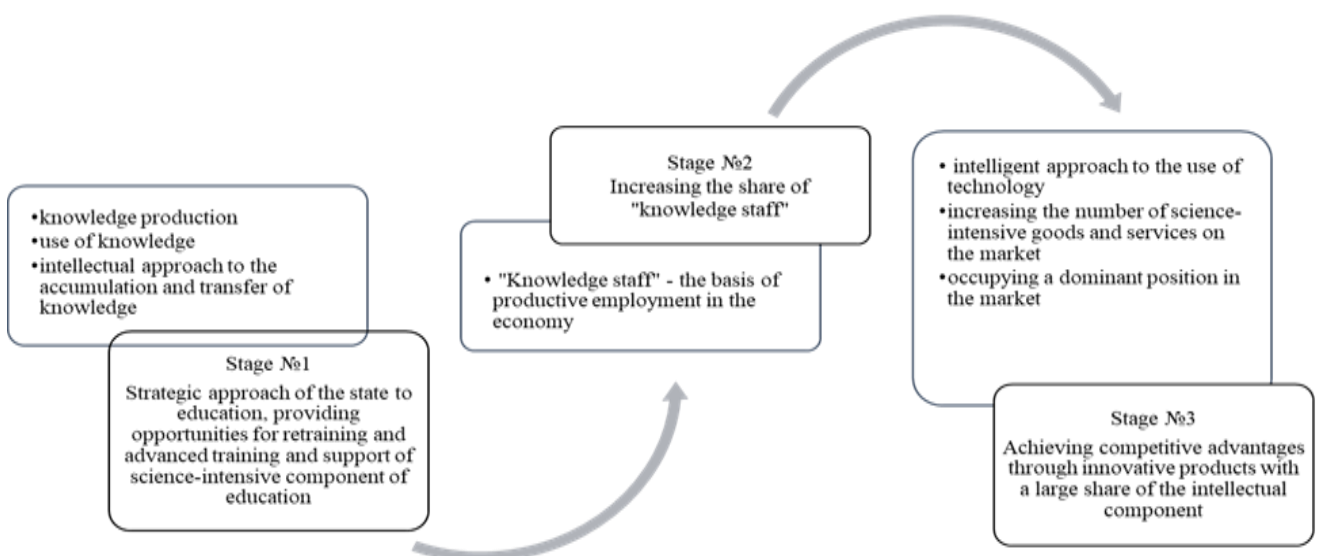 •knowledge production
•use of knowledge
•intellectual approach to the
accumulation and transfer of
knowledge
Stage №1
Strategic approach of the state to
education, providing
opportunities for retraining and
advanced training and support of
science-intensive component of
education
Stage №2
Increasing the share of
"knowledge staff"
• "Knowledge staff" - the basis of
productive employment in the
economy
• intelligent approach to the use of
technology
•increasing the number of science-
intensive goods and services on
the market
•occupying a dominant position in
the market
Stage №3
Achieving competitive advantages
through innovative products with
a large share of the intellectual
component